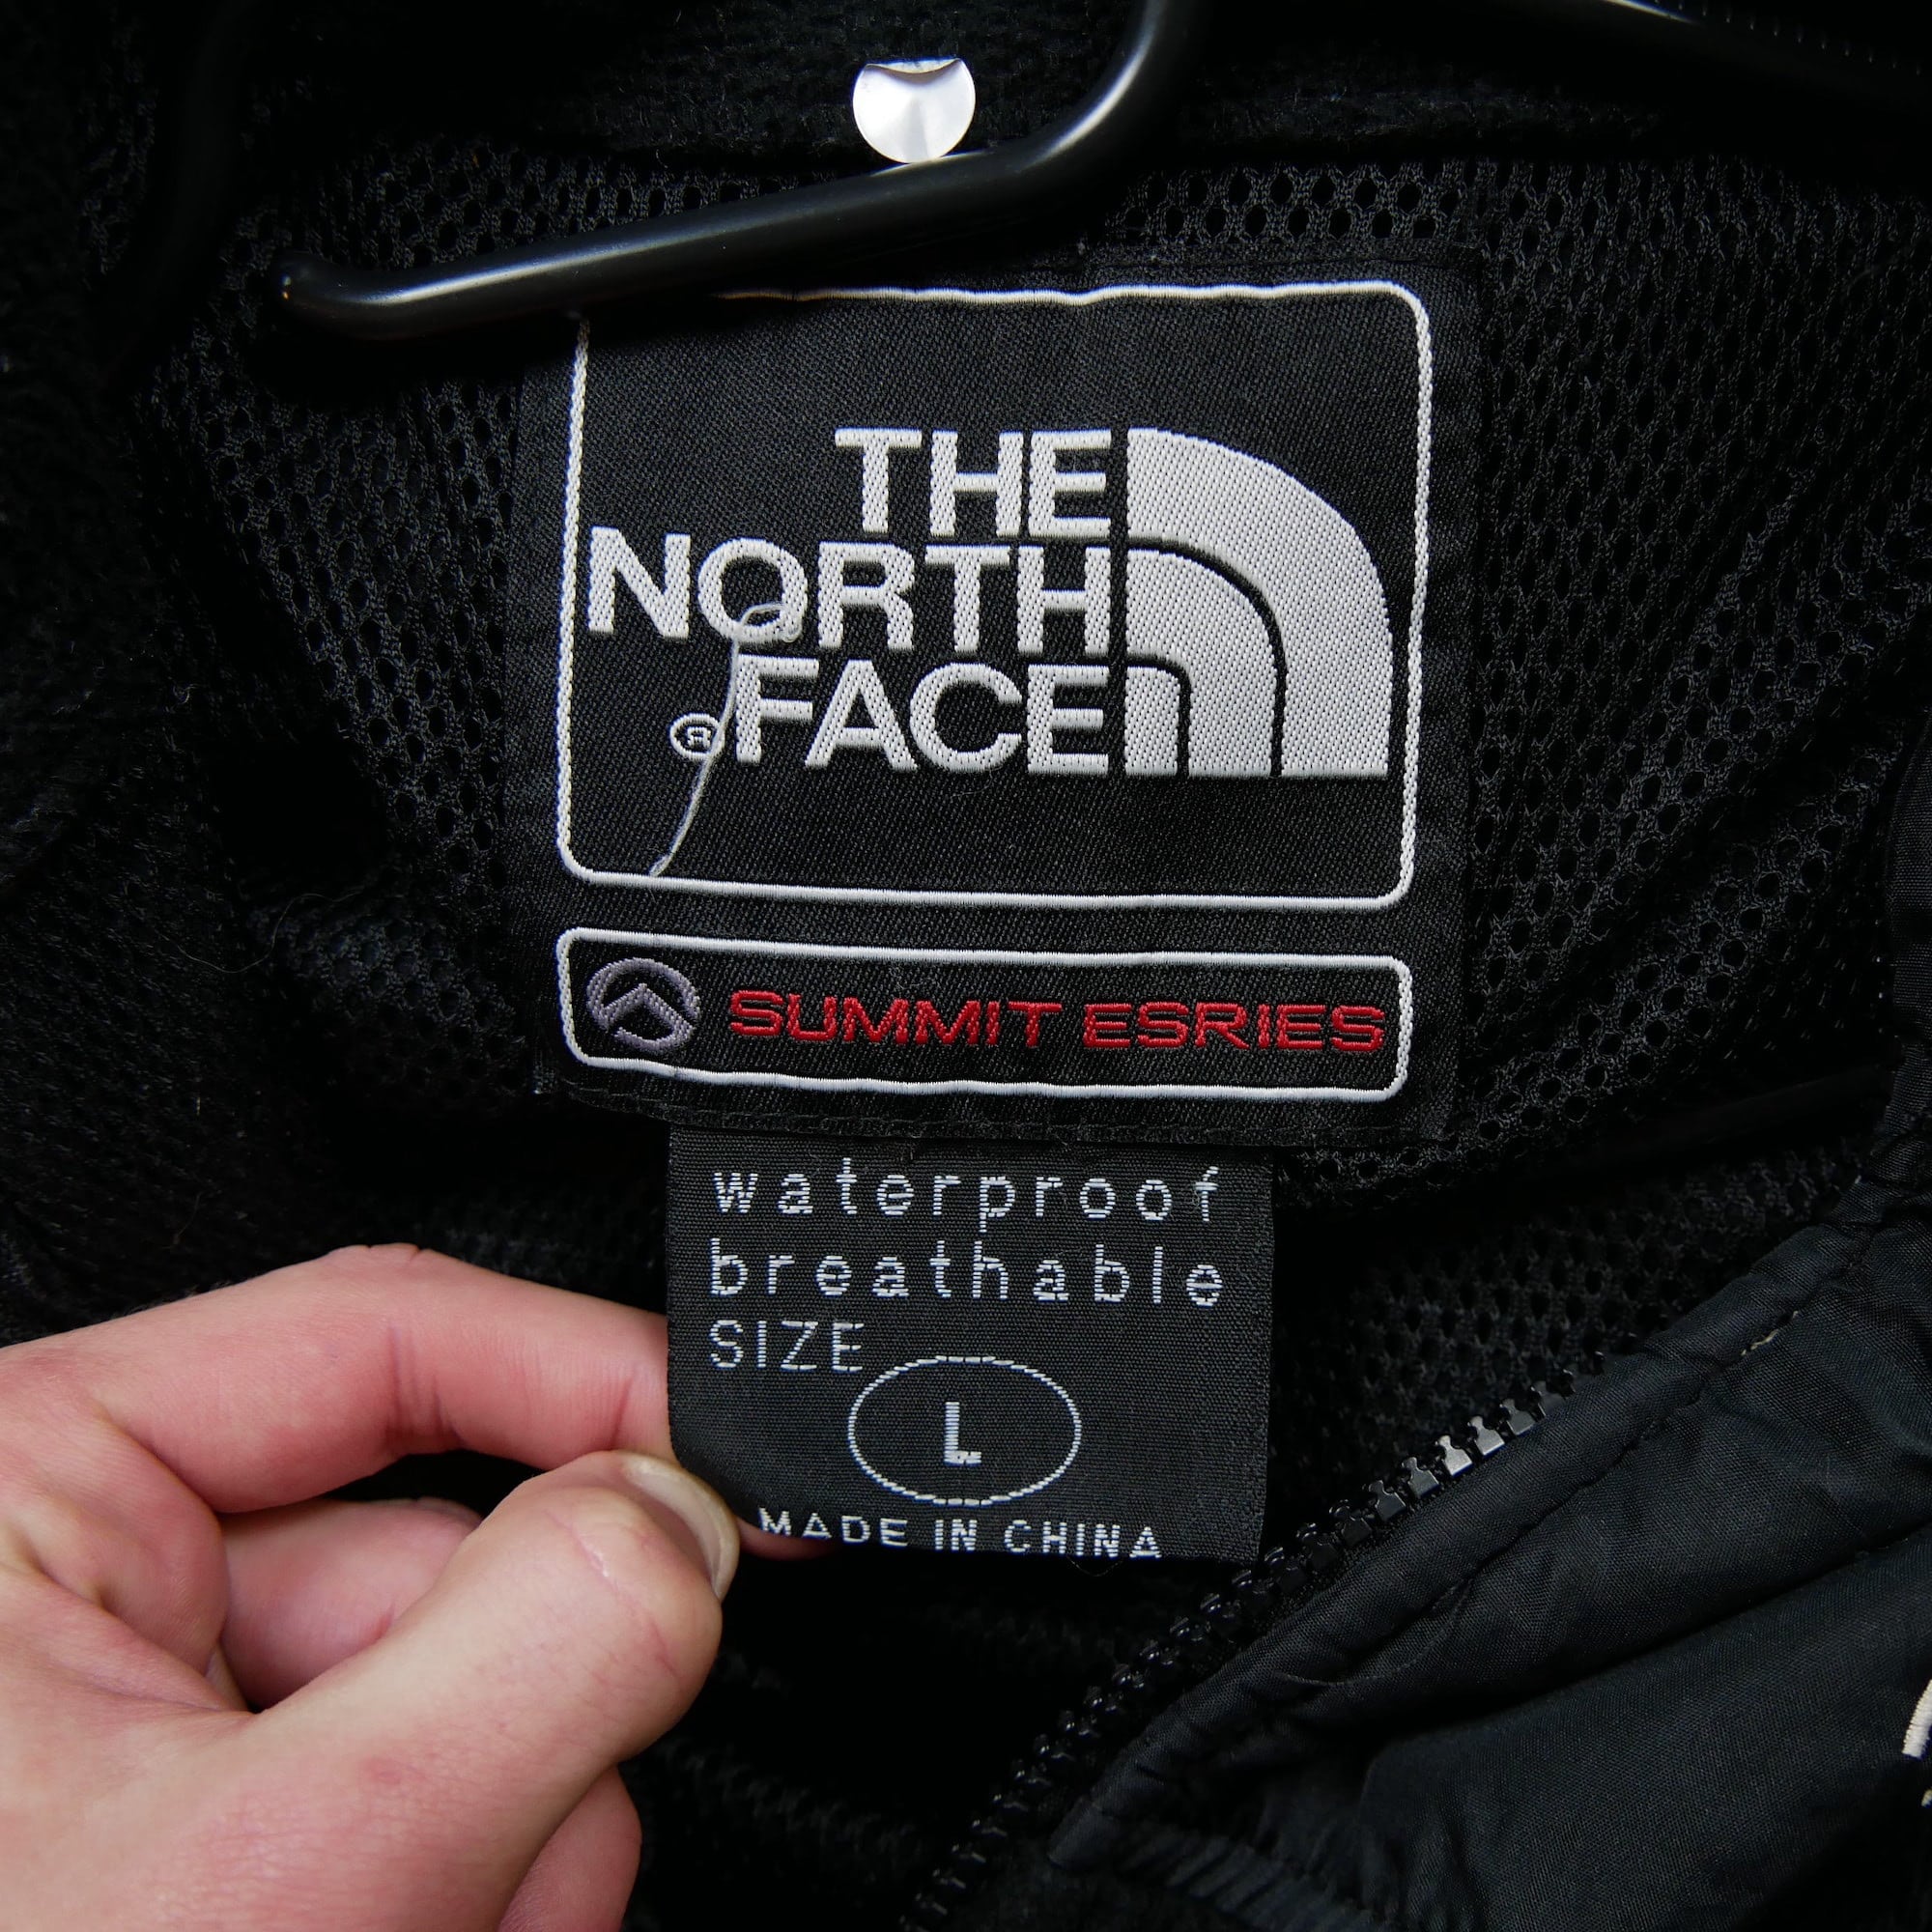 THE
NORTH
® FACE
SUMMIT ESRIES
waterproof
breathable
SIZE
L
MADE IN CHINA